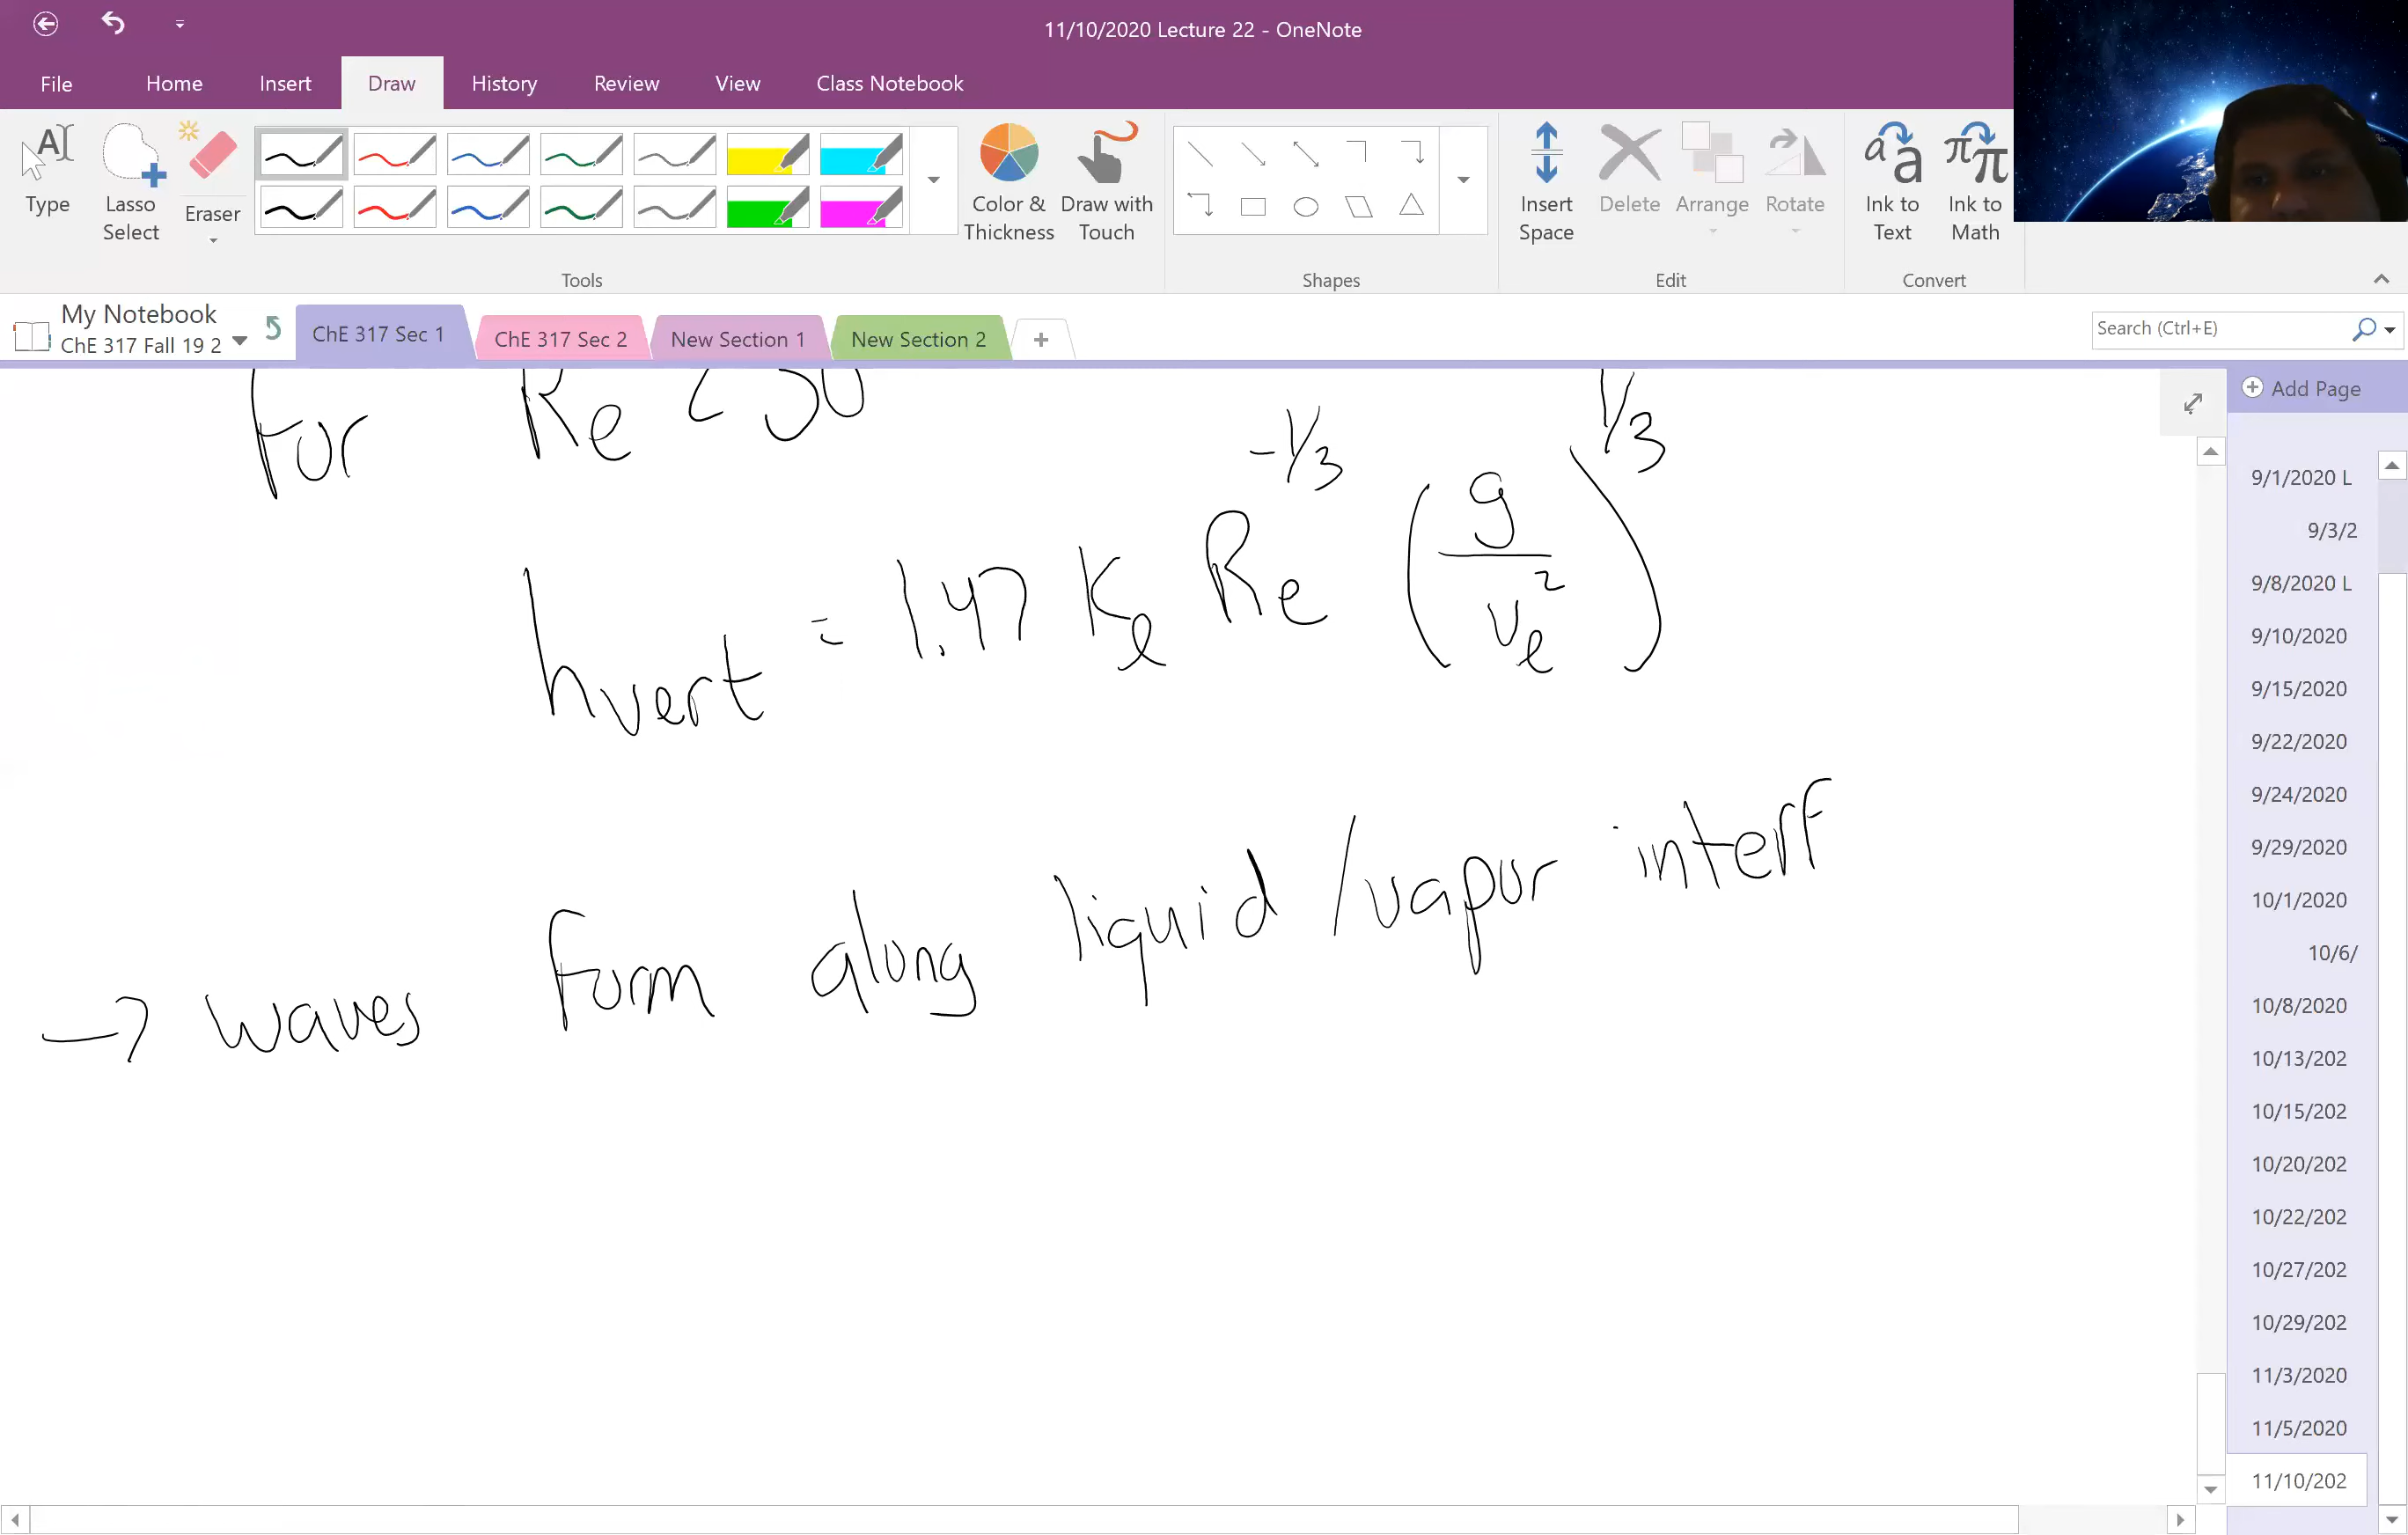 11/10/2020 Lecture 22 - OneNote
File Home Insert Draw History Review View Class Notebook
Type Lasso Select Eraser Color & Thickness Draw with Touch Insert Space Delete Arrange Rotate Ink to Text Ink to Math
Tools Shapes Edit Convert
My Notebook
ChE 317 Fall 19 2
ChE 317 Sec 1 ChE 317 Sec 2 New Section 1 New Section 2 +
Search (Ctrl+E)
Add Page
9/1/2020 L
9/3/2
9/8/2020 L
9/10/2020
9/15/2020
9/22/2020
9/24/2020
9/29/2020
10/1/2020
10/6/
10/8/2020
10/13/202
10/15/202
10/20/202
10/22/202
10/27/202
10/29/202
11/3/2020
11/5/2020
11/10/202
For Re < 30
h_vert = 1.47 k_l Re^{-1/3} (g / ν_l^2)^{1/3}
→ waves form along liquid/vapor interf